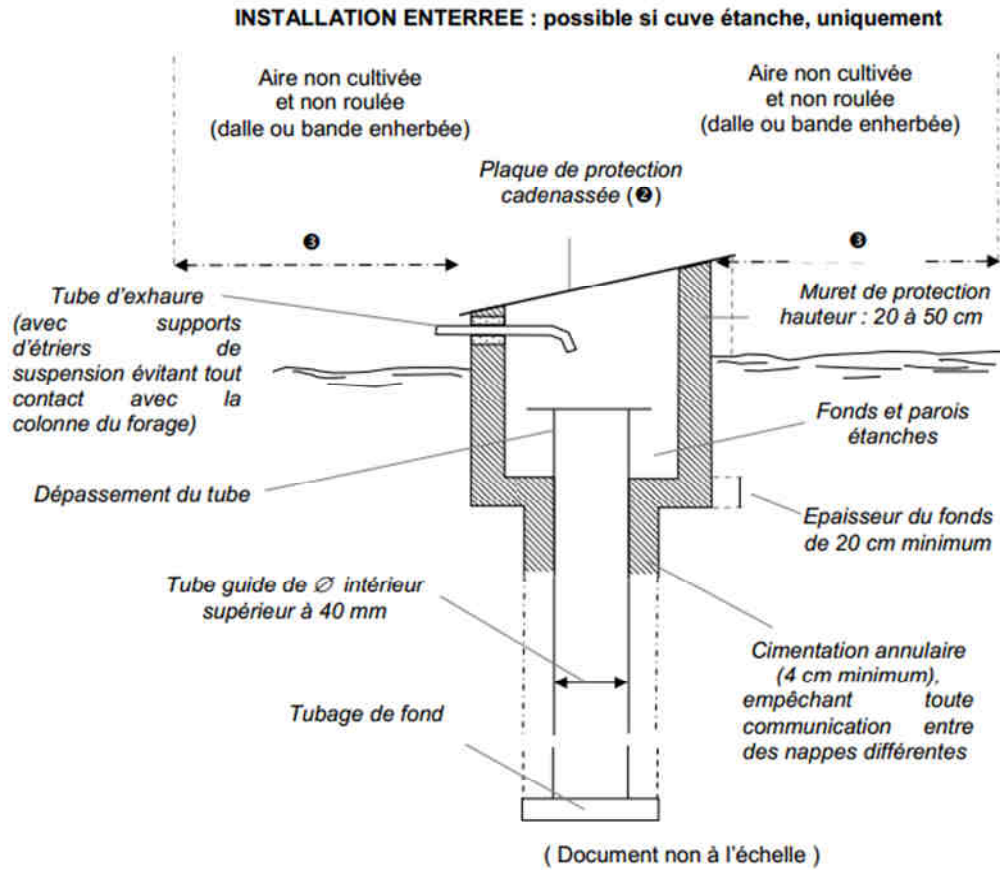 INSTALLATION ENTERREE : possible si cuve étanche, uniquement
Aire non cultivée
et non roulée
(dalle ou bande enherbée)
Aire non cultivée
et non roulée
(dalle ou bande enherbée)
Plaque de protection
cadenassée (❷)
❸
❸
Tube d'exhaure
(avec supports
d'étriers de
suspension évitant tout
contact avec la
colonne du forage)
Muret de protection
hauteur : 20 à 50 cm
Fonds et parois
étanches
Dépassement du tube
Epaisseur du fonds
de 20 cm minimum
Tube guide de ∅ intérieur
supérieur à 40 mm
Cimentation annulaire
(4 cm minimum),
empêchant toute
communication entre
des nappes différentes
Tubage de fond
( Document non à l'échelle )